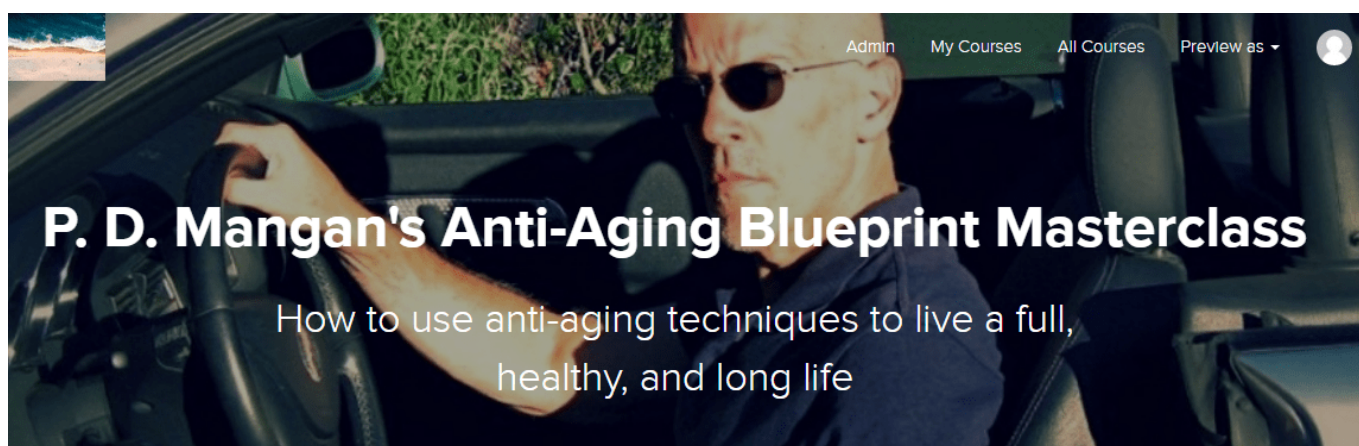 Admin
My Courses
All Courses
Preview as
P. D. Mangan's Anti-Aging Blueprint Masterclass
How to use anti-aging techniques to live a full,
healthy, and long life